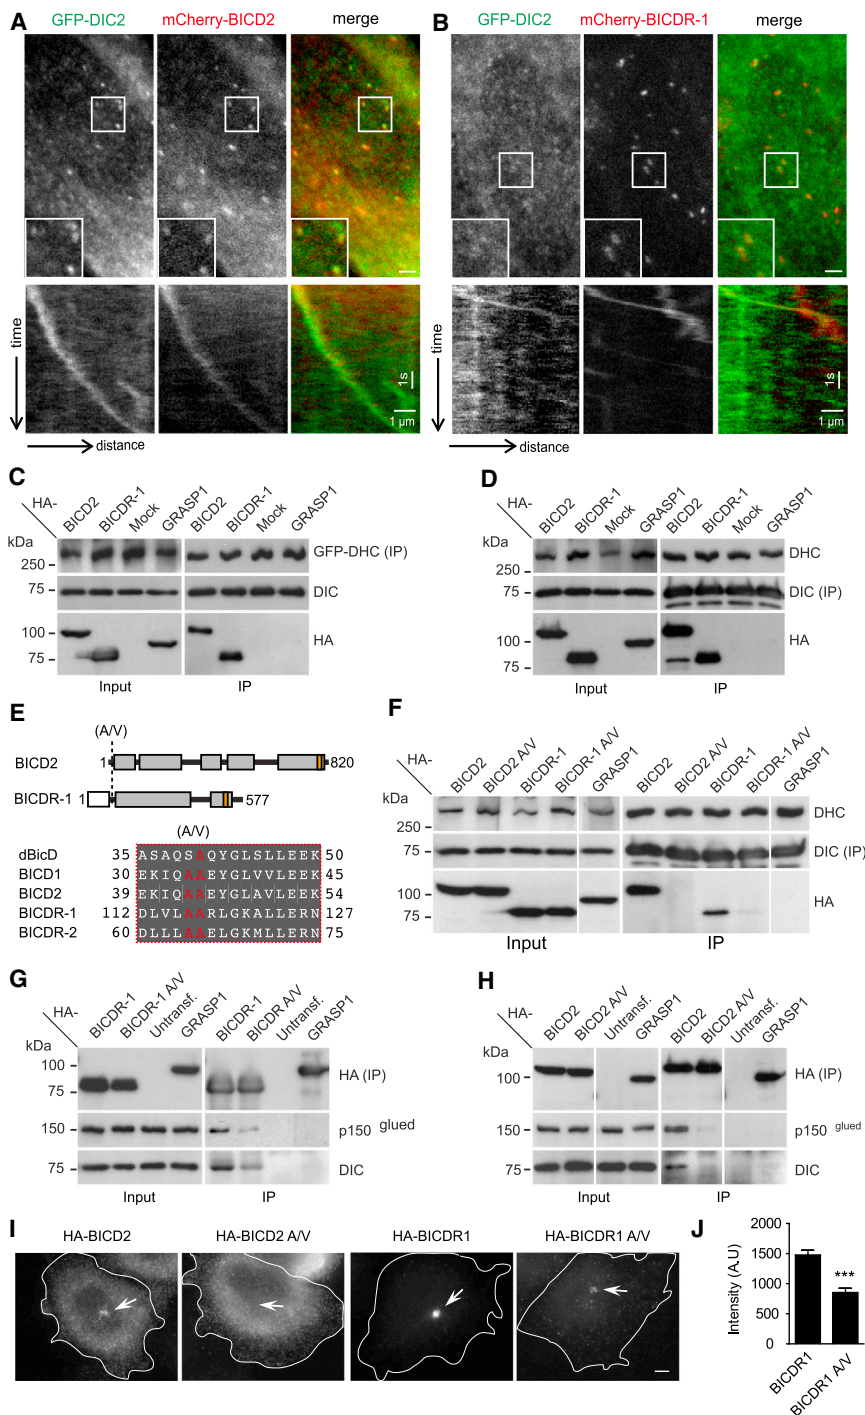 A
GFP-DIC2 mCherry-BICD2 merge
time
1s
1 µm
distance
B
GFP-DIC2 mCherry-BICDR-1 merge
time
1s
1 µm
distance
C
HA-
BICD2 BICDR-1 Mock GRASP1 BICD2 BICDR-1 Mock GRASP1
kDa
250 GFP-DHC (IP)
75 DIC
100 HA
75
Input IP
D
HA-
BICD2 BICDR-1 Mock GRASP1 BICD2 BICDR-1 Mock GRASP1
kDa
250 DHC
75 DIC (IP)
100 HA
75
Input IP
E
(A/V)
BICD2 1 820
BICDR-1 1 577
(A/V)
dBicD 35 ASAQSAQYGLSLLEEK 50
BICD1 30 EKIQAAEYGLVVLEEK 45
BICD2 39 EKIQAAEYGLAVLEEK 54
BICDR-1 112 DLVLAARLGKALLERN 127
BICDR-2 60 DLLLAAELGKMLLERN 75
F
HA-
BICD2 BICD2 A/V BICDR-1 BICDR-1 A/V GRASP1 BICD2 BICD2 A/V BICDR-1 BICDR-1 A/V GRASP1
kDa
250 DHC
75 DIC (IP)
100 HA
75
Input IP
G
HA-
BICDR-1 BICDR-1 A/V Untransf. GRASP1 BICDR-1 BICDR A/V Untransf. GRASP1
kDa
100 HA (IP)
75
150 p150 glued
75 DIC
Input IP
H
HA-
BICD2 BICD2 A/V Untransf. GRASP1 BICD2 BICD2 A/V Untransf. GRASP1
kDa
100 HA (IP)
150 p150 glued
75 DIC
Input IP
I
HA-BICD2 HA-BICD2 A/V HA-BICDR1 HA-BICDR1 A/V
J
Intensity (A.U)
2000
1500
1000
500
0
***
BICDR1 BICDR1 A/V